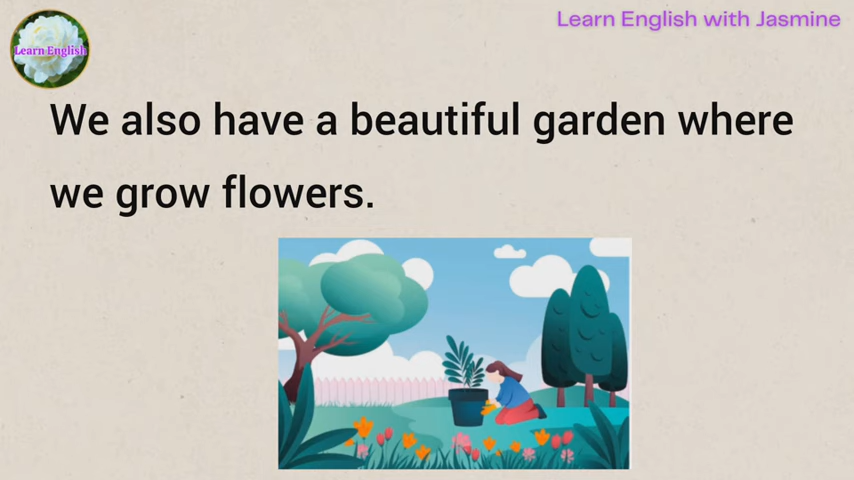 Learn English with Jasmine
Learn English
We also have a beautiful garden where
we grow flowers.